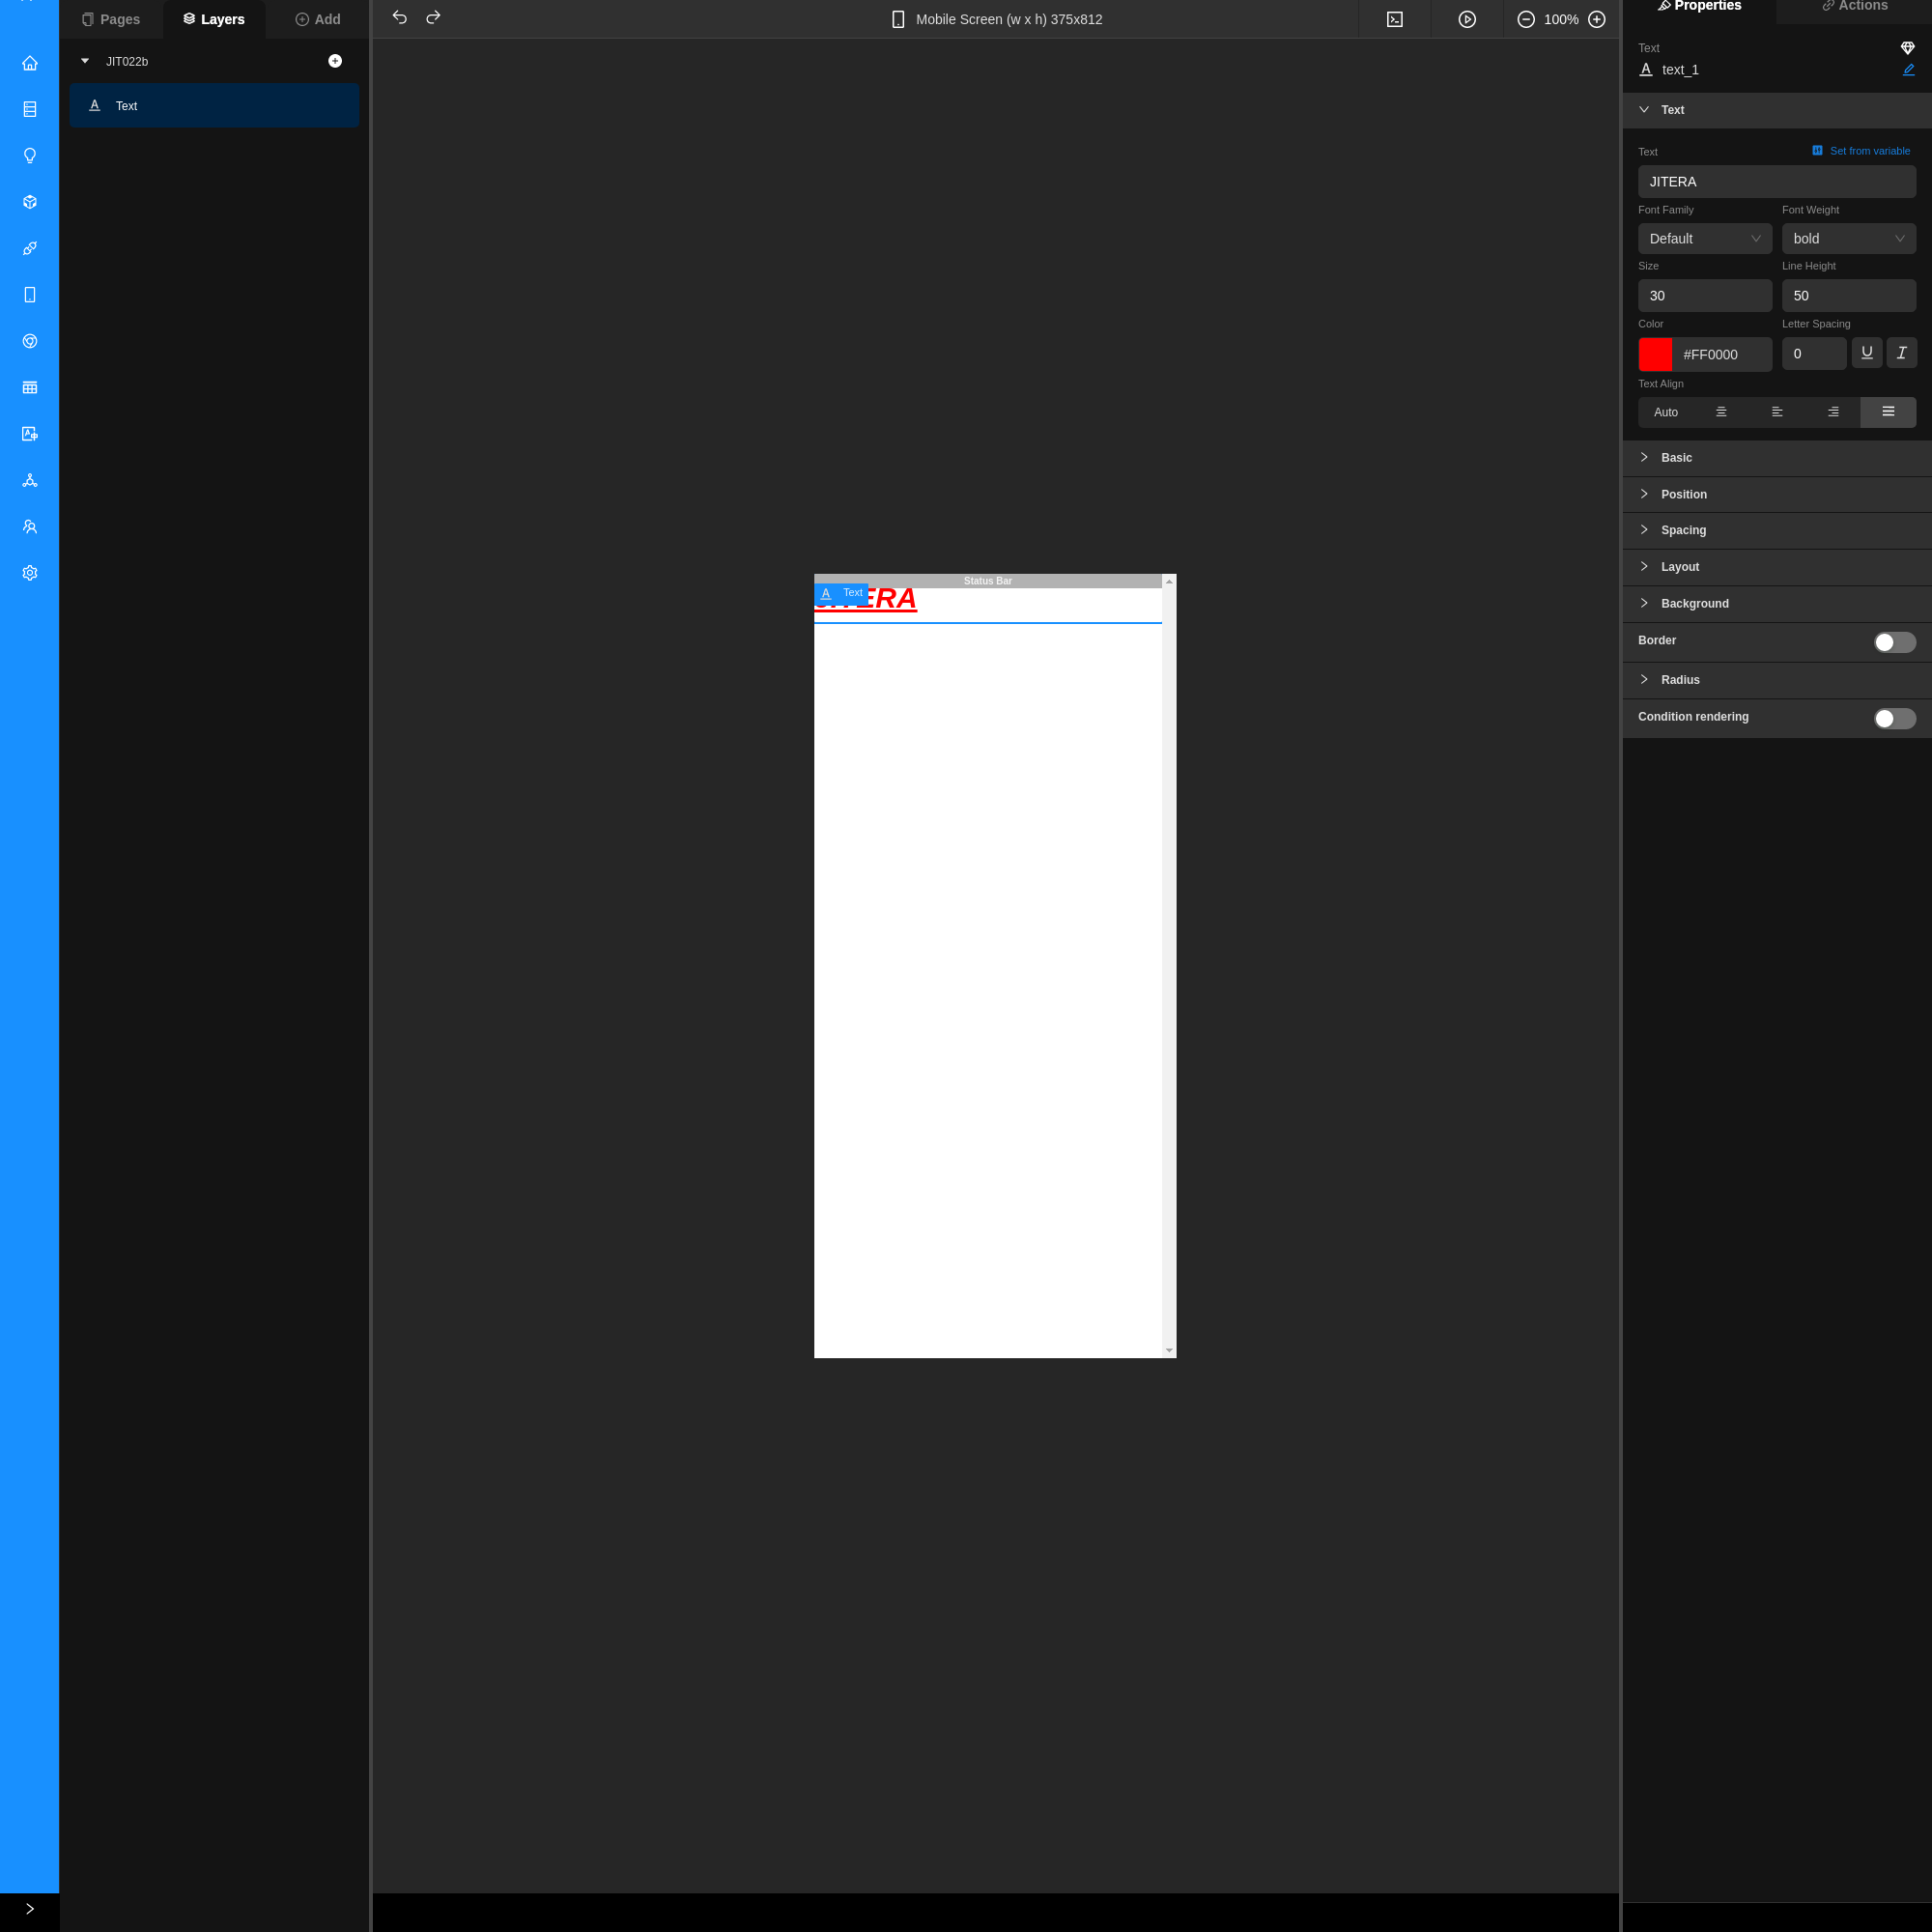 Pages
Layers
Add
JIT022b
Text
Mobile Screen (w x h) 375x812
100%
Status Bar
Text
ERA
Properties
Actions
Text
text_1
Text
Text
Set from variable
JITERA
Font Family
Font Weight
Default
bold
Size
Line Height
30
50
Color
Letter Spacing
#FF0000
0
Text Align
Auto
Basic
Position
Spacing
Layout
Background
Border
Radius
Condition rendering